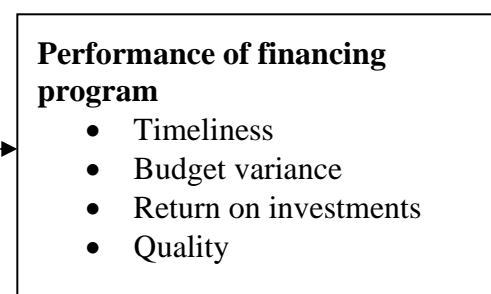 Performance of financing
program
• Timeliness
• Budget variance
• Return on investments
• Quality